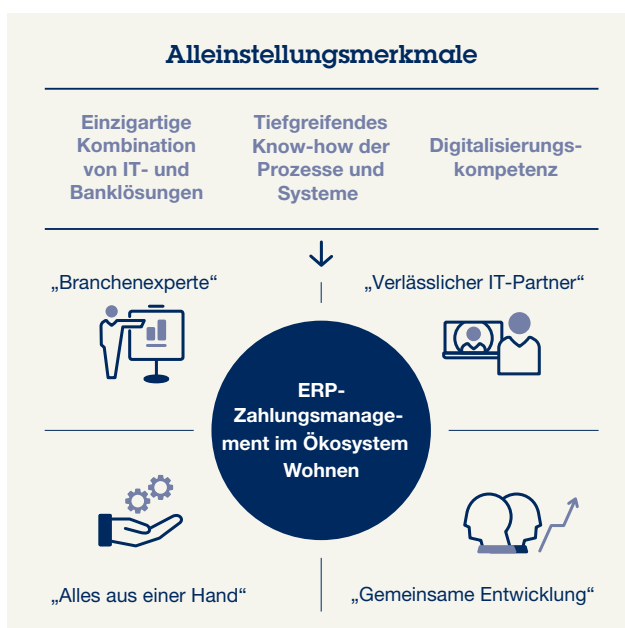 Alleinstellungsmerkmale
Einzigartige
Kombination
von IT- und
Banklösungen
Tiefgreifendes
Know-how der
Prozesse und
Systeme
Digitalisierungs-
kompetenz
„Branchenexperte“
„Verlässlicher IT-Partner“
ERP-
Zahlungsmanage-
ment im Ökosystem
Wohnen
„Alles aus einer Hand“
„Gemeinsame Entwicklung“